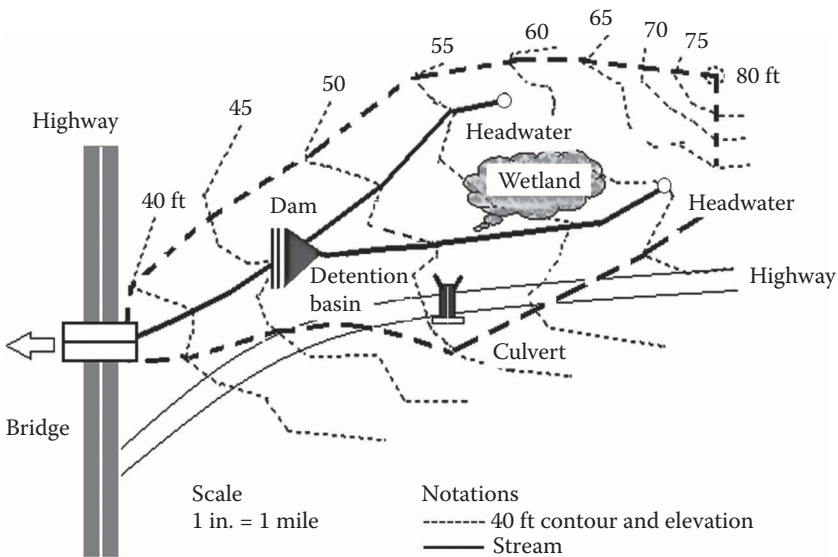 55
60
65
70
75
80 ft
50
45
Highway
40 ft
Headwater
Wetland
Dam
Headwater
Detention
basin
Highway
Culvert
Bridge
Scale
1 in. = 1 mile
Notations
40 ft contour and elevation
Stream